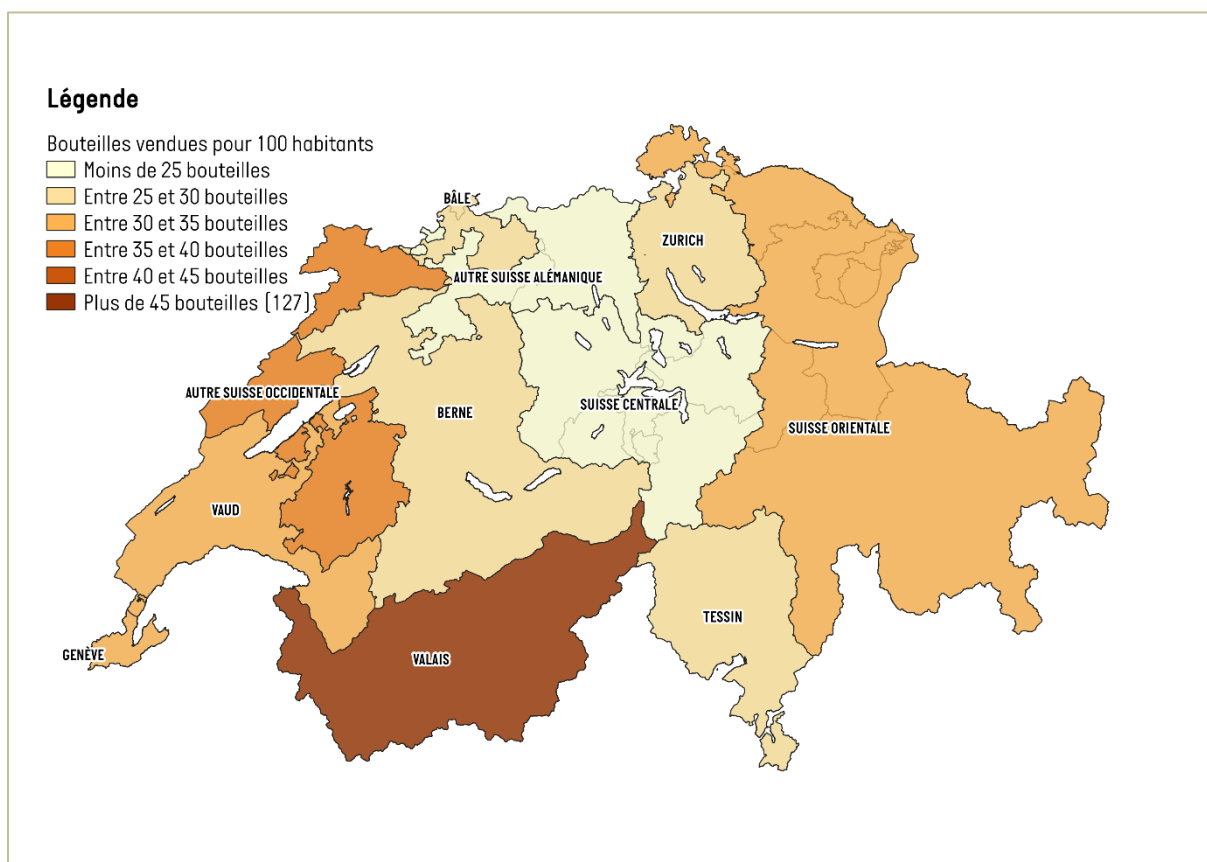 Légende
Bouteilles vendues pour 100 habitants
Moins de 25 bouteilles
Entre 25 et 30 bouteilles
Entre 30 et 35 bouteilles
Entre 35 et 40 bouteilles
Entre 40 et 45 bouteilles
Plus de 45 bouteilles [127]
BÂLE
ZURICH
AUTRE SUISSE ALÉMANIQUE
AUTRE SUISSE OCCIDENTALE
BERNE
SUISSE CENTRALE
SUISSE ORIENTALE
VAUD
TESSIN
GENÈVE
VALAIS